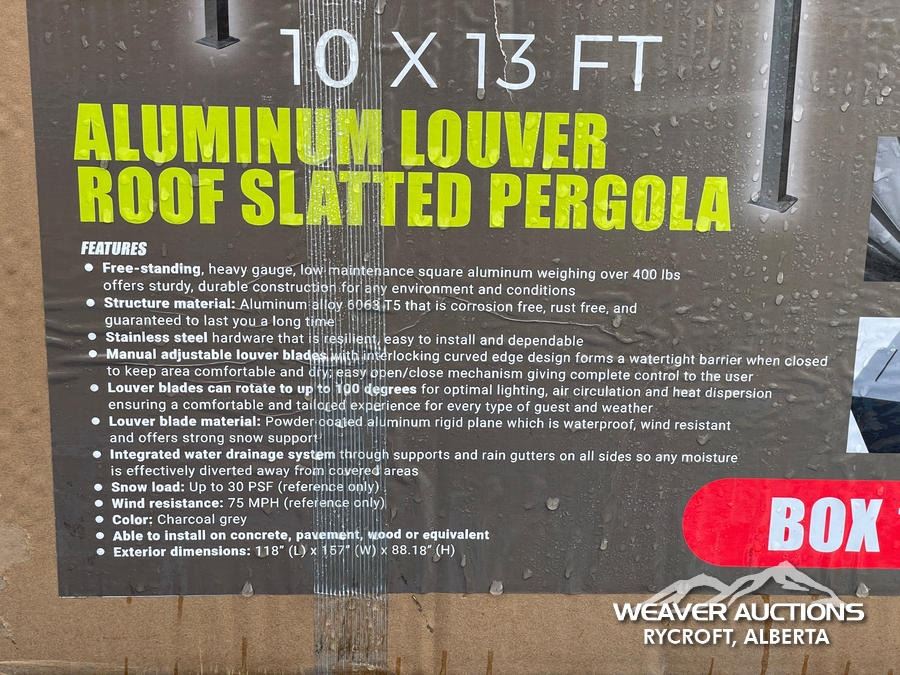 10 X 13 FT
ALUMINUM LOUVER
ROOF SLATTED PERGOLA
FEATURES
• Free-standing, heavy gauge, low maintenance square aluminum weighing over 400 lbs
offers sturdy, durable construction for any environment and conditions
• Structure material: Aluminum alloy 6063-T5 that is corrosion free, rust free, and
guaranteed to last you a long time
• Stainless steel hardware that is resilient, easy to install and dependable
• Manual adjustable louver blades with interlocking curved edge design forms a watertight barrier when closed
to keep area comfortable and dry; easy open/close mechanism giving complete control to the user
• Louver blades can rotate to up to 100 degrees for optimal lighting, air circulation and heat dispersion
ensuring a comfortable and tailored experience for every type of guest and weather
• Louver blade material: Powder-coated aluminum rigid plane which is waterproof, wind resistant
and offers strong snow support
• Integrated water drainage system through supports and rain gutters on all sides so any moisture
is effectively diverted away from covered areas
• Snow load: Up to 30 PSF (reference only)
• Wind resistance: 75 MPH (reference only)
• Color: Charcoal grey
• Able to install on concrete, pavement, wood or equivalent
• Exterior dimensions: 118" (L) x 157" (W) x 88.18" (H)
BOX
WEAVER AUCTIONS
RYCROFT, ALBERTA